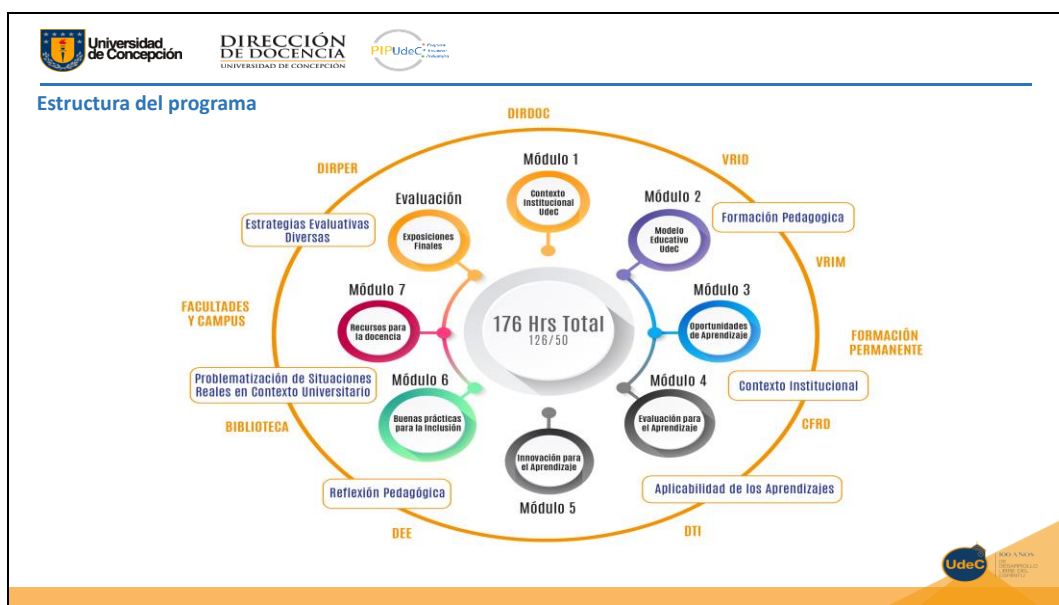 Universidad
de Concepción
DIRECCIÓN
DE DOCENCIA
UNIVERSIDAD DE CONCEPCIÓN
PIPUdeC
Estructura del programa
DIRDOC
DIRPER
VRID
Módulo 1
Contexto
Institucional
UdeC
Evaluación
Exposiciones
Finales
Módulo 2
Modelo
Educativo
UdeC
Estrategias Evaluativas
Diversas
Formación Pedagogica
VRIM
FACULTADES
Y CAMPUS
Módulo 7
Recursos para
la docencia
176 Hrs Total
126/50
Módulo 3
Oportunidades
de Aprendizaje
FORMACIÓN
PERMANENTE
Problematización de Situaciones
Reales en Contexto Universitario
Módulo 6
Buenas prácticas
para la Inclusión
Módulo 4
Evaluación para
el Aprendizaje
Contexto Institucional
BIBLIOTECA
CFRD
Innovación para
el Aprendizaje
Módulo 5
Reflexión Pedagógica
Aplicabilidad de los Aprendizajes
DEE
DTI
UdeC
100 AÑOS
DE
DESARROLLO
LIBRE DEL
ESPÍRITU